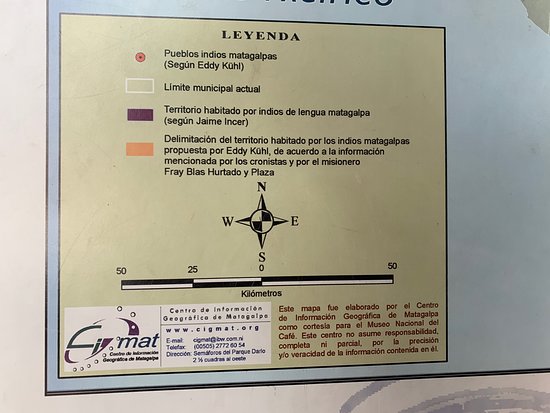 LEYENDA
Pueblos indios matagalpas
(Según Eddy Kühl)
Límite municipal actual
Territorio habitado por indios de lengua matagalpa
(según Jaime Incer)
Delimitación del territorio habitado por los indios matagalpas
propuesta por Eddy Kühl, de acuerdo a la información
mencionada por los cronistas y por el misionero
Fray Blas Hurtado y Plaza
N
W E
S
50 25 0 50
Kilómetros
Cigmat
Centro de Información
Geográfica de Matagalpa
Centro de Información
Geográfica de Matagalpa
www.cigmat.org
E-mail: cigmat@ibw.com.ni
Telefax: (00505) 2772 60 54
Dirección: Semáforos del Parque Darío
2 ½ cuadras al oeste
Este mapa fue elaborado por el Centro
de Información Geográfica de Matagalpa
como cortesía para el Museo Nacional del
Café. Este centro no asume responsabilidad,
completa ni parcial, por la precisión
y/o veracidad de la información contenida en él.